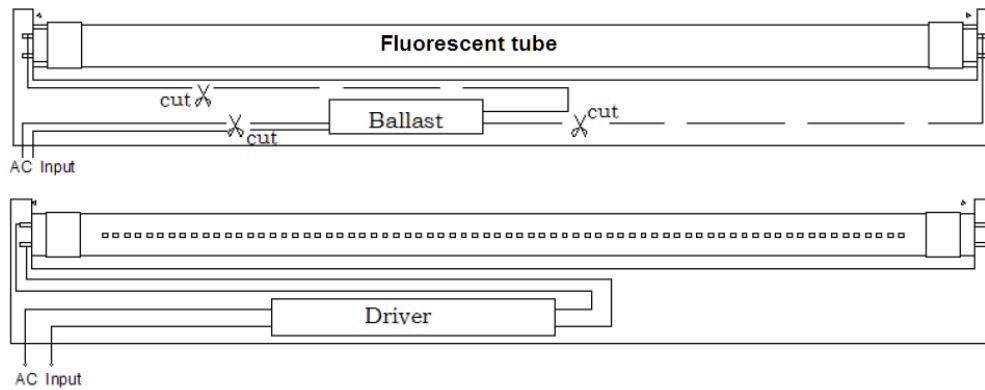 Fluorescent tube
cut
cut
Ballast
cut
AC Input
Driver
AC Input